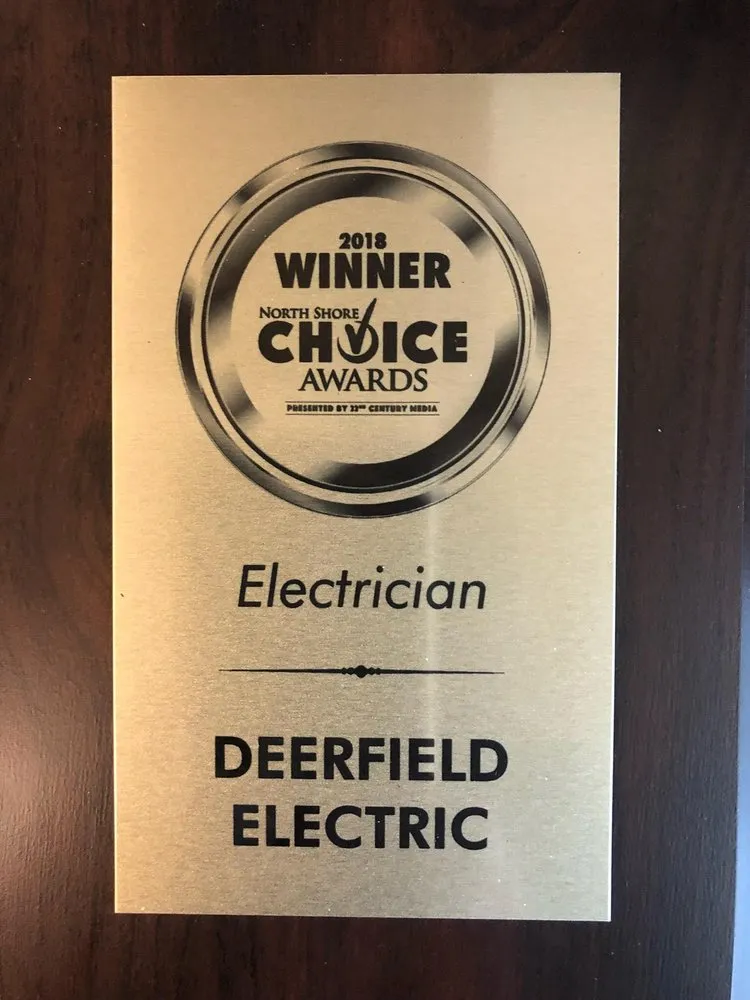 2018
WINNER
NORTH SHORE
CHOICE
AWARDS
PRESENTED BY 22ND CENTURY MEDIA
Electrician
DEERFIELD
ELECTRIC